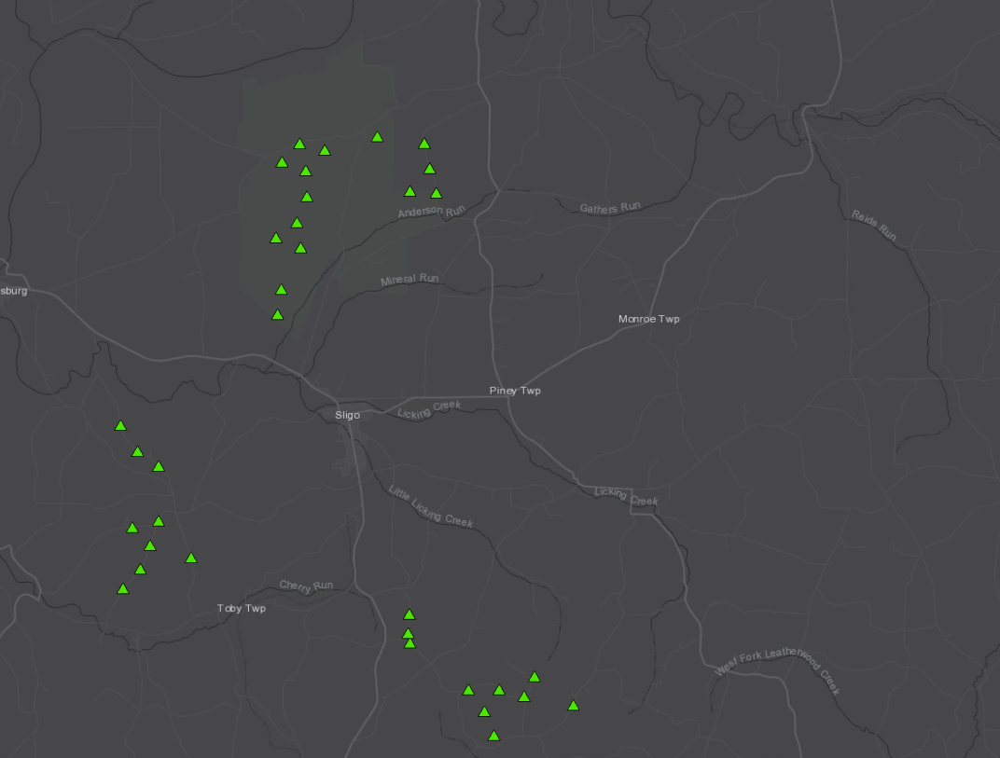 Gathers Run
Anderson Run
Reids Run
Mineral Run
sburg
Monroe Twp
Piney Twp
Licking Creek
Sligo
Little Licking Creek
Licking Creek
Cherry Run
Toby Twp
West Fork Leatherwood Creek